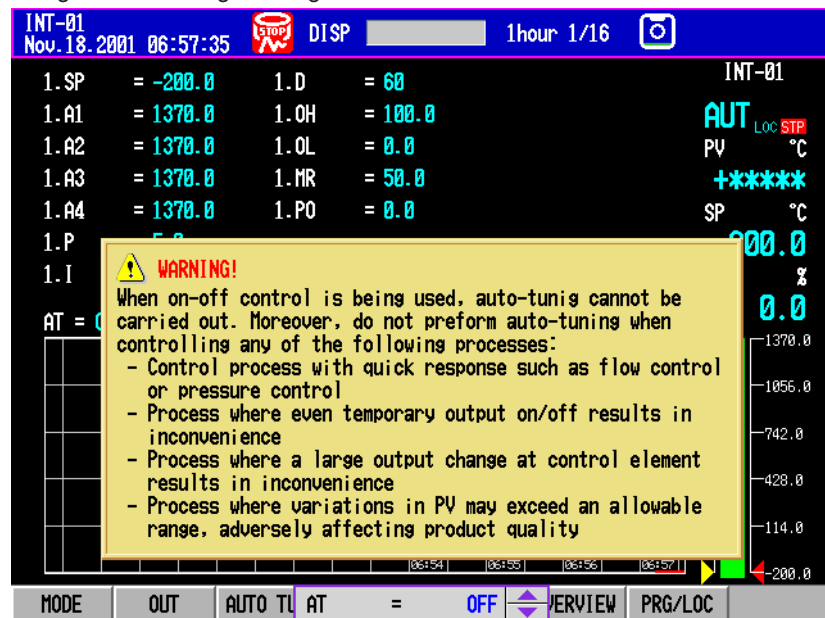 INT-01
Nov.18.2001 06:57:35 STOP DISP 1hour 1/16
1.SP = -200.0 1.D = 60
1.A1 = 1370.0 1.OH = 100.0
1.A2 = 1370.0 1.OL = 0.0
1.A3 = 1370.0 1.MR = 50.0
1.A4 = 1370.0 1.PO = 0.0
1.P
1.I
AT =
INT-01
AUT LOC STP
PV °C
+*****
SP °C
00.0
%
0.0
WARNING!
When on-off control is being used, auto-tunig cannot be
carried out. Moreover, do not preform auto-tuning when
controlling any of the following processes:
- Control process with quick response such as flow control
or pressure control
- Process where even temporary output on/off results in
inconvenience
- Process where a large output change at control element
results in inconvenience
- Process where variations in PV may exceed an allowable
range, adversely affecting product quality
1370.0
1056.0
742.0
428.0
114.0
-200.0
06:54 06:55 06:56 06:57
MODE OUT AUTO TU AT = OFF VERVIEW PRG/LOC